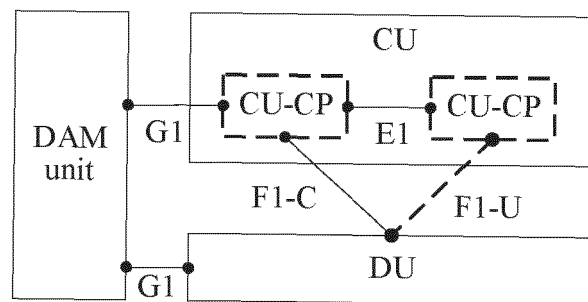 CU
CU-CP
CU-CP
G1
E1
DAM
unit
F1-C
F1-U
G1
DU